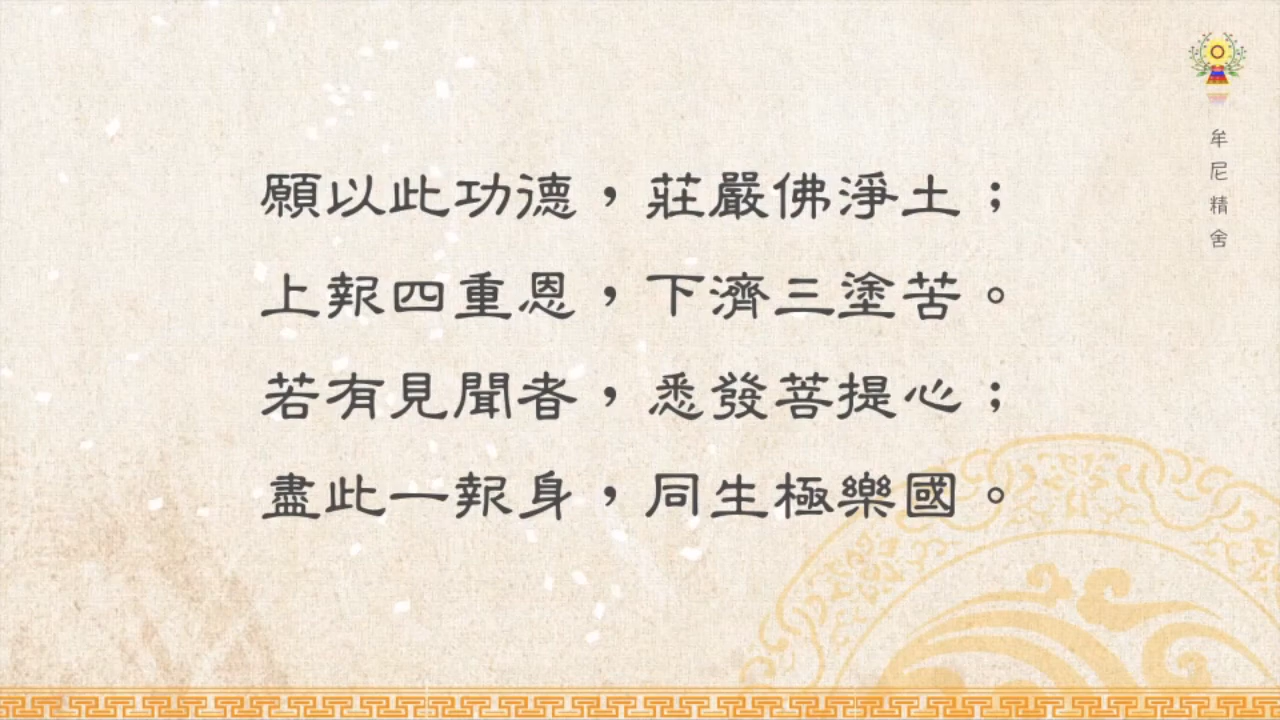 願以此功德，莊嚴佛淨土；
上報四重恩，下濟三塗苦。
若有見聞者，悉發菩提心；
盡此一報身，同生極樂國。
牟尼精舍